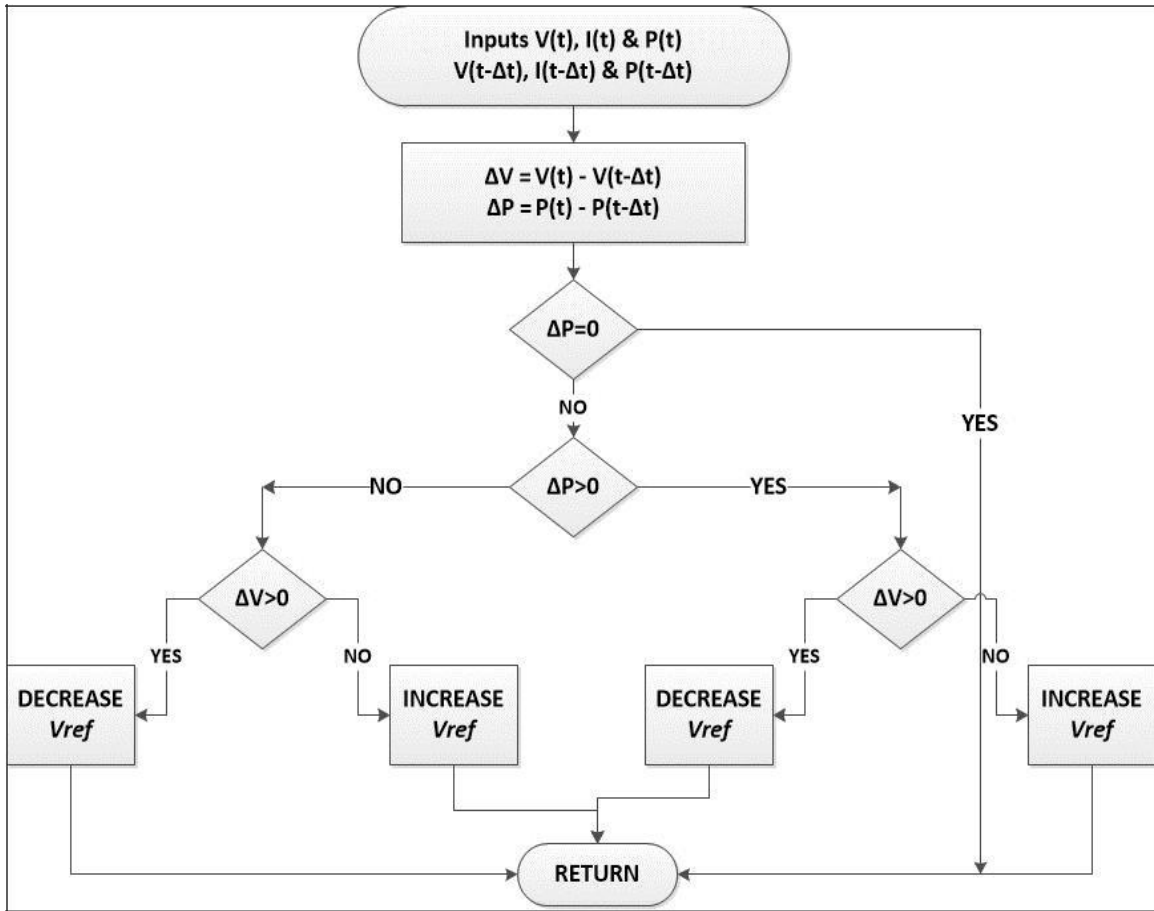 Inputs V(t), I(t) & P(t)
V(t-Δt), I(t-Δt) & P(t-Δt)
ΔV = V(t) - V(t-Δt)
ΔP = P(t) - P(t-Δt)
ΔP=0
NO
YES
ΔP>0
NO
YES
ΔV>0
ΔV>0
YES
NO
YES
NO
DECREASE
Vref
INCREASE
Vref
DECREASE
Vref
INCREASE
Vref
RETURN